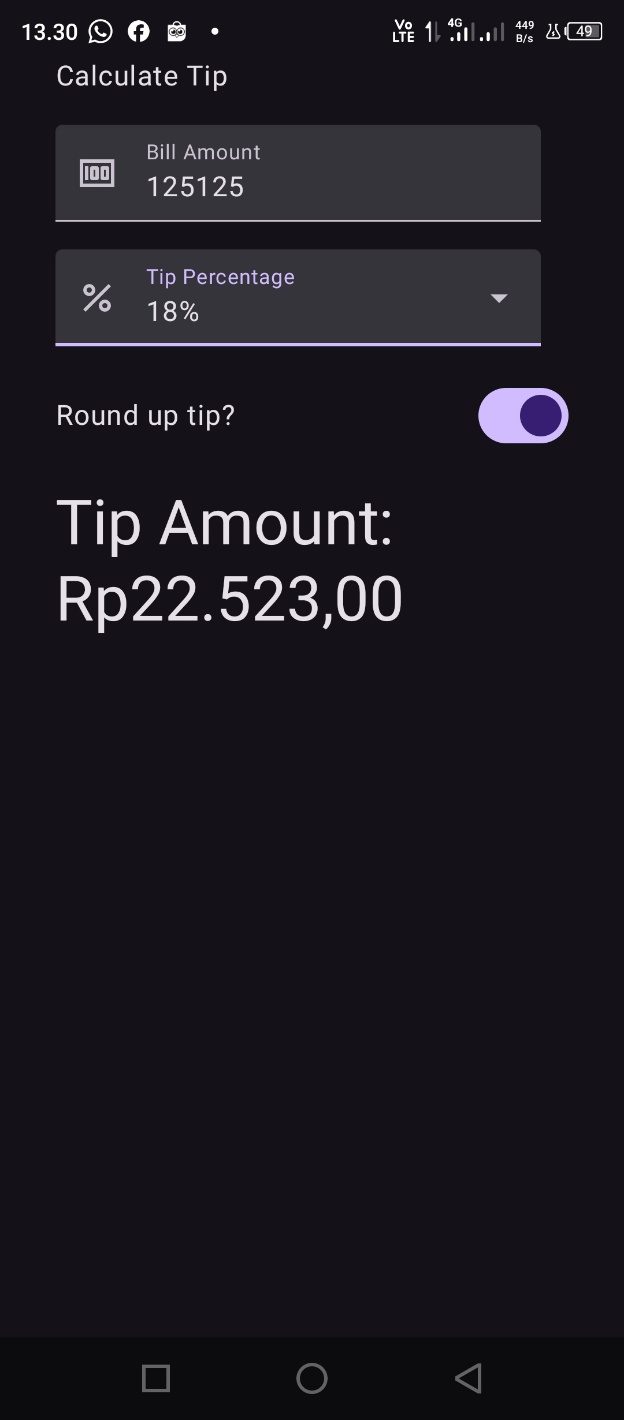 13.30
Vo LTE 4G 449 B/s 49
Calculate Tip
Bill Amount
100 125125
Tip Percentage
% 18%
Round up tip?
Tip Amount:
Rp22.523,00